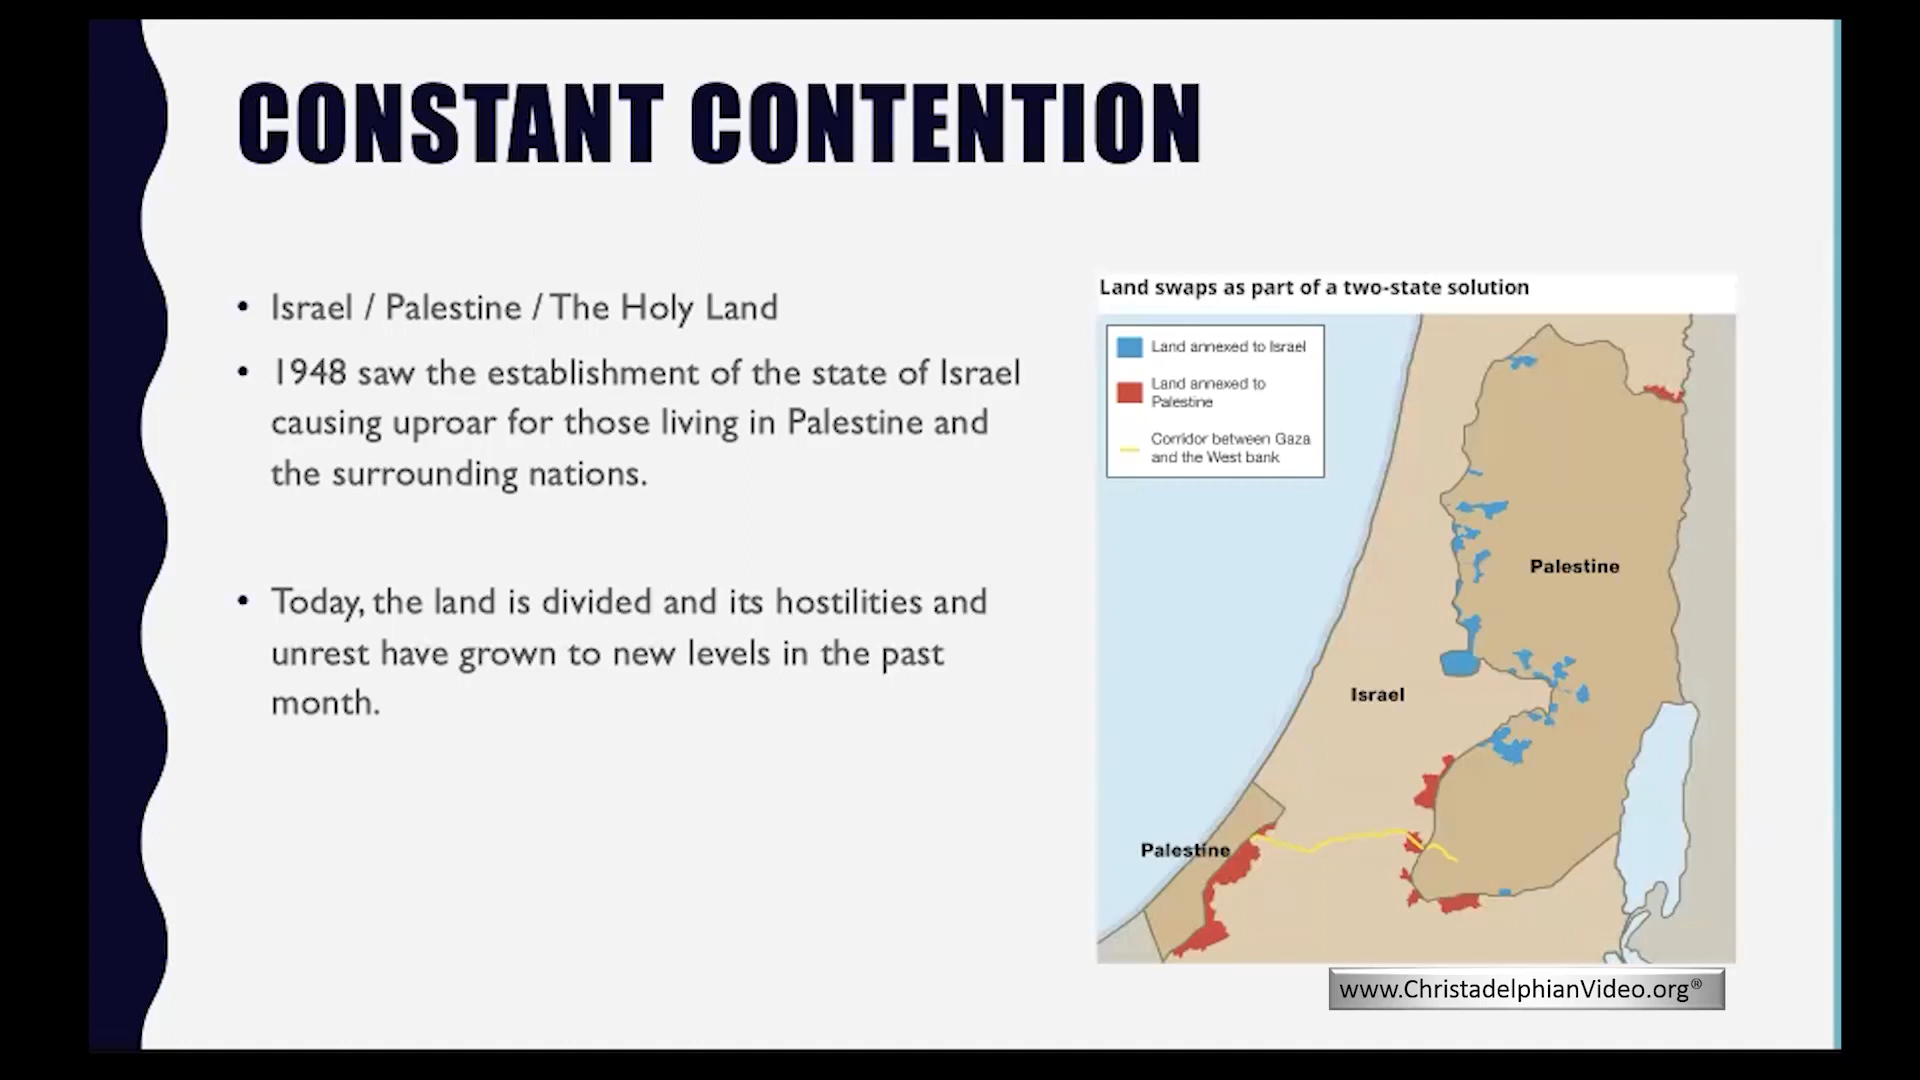 CONSTANT CONTENTION
• Israel / Palestine / The Holy Land
• 1948 saw the establishment of the state of Israel
causing uproar for those living in Palestine and
the surrounding nations.
• Today, the land is divided and its hostilities and
unrest have grown to new levels in the past
month.
Land swaps as part of a two-state solution
Land annexed to Israel
Land annexed to
Palestine
Corridor between Gaza
and the West bank
Palestine
Israel
Palestine
www.ChristadelphianVideo.org®